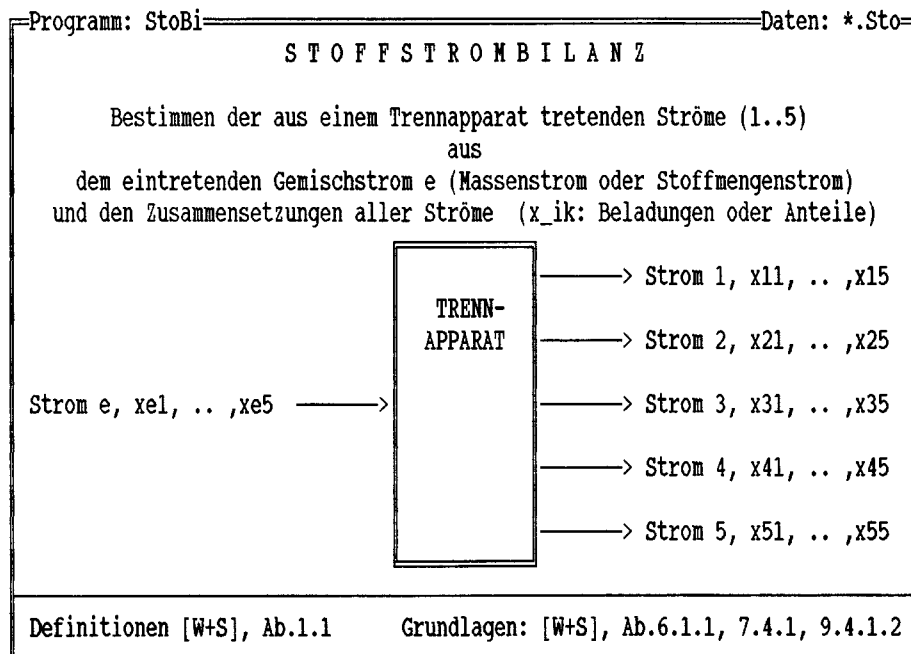 Programm: StoBi Daten: *.Sto
S T O F F S T R O M B I L A N Z
Bestimmen der aus einem Trennapparat tretenden Ströme (1..5)
aus
dem eintretenden Gemischstrom e (Massenstrom oder Stoffmengenstrom)
und den Zusammensetzungen aller Ströme (x_ik: Beladungen oder Anteile)
Strom 1, x11, .. ,x15
TRENN-
APPARAT
Strom 2, x21, .. ,x25
Strom e, xe1, .. ,xe5
Strom 3, x31, .. ,x35
Strom 4, x41, .. ,x45
Strom 5, x51, .. ,x55
Definitionen [W+S], Ab.1.1 Grundlagen: [W+S], Ab.6.1.1, 7.4.1, 9.4.1.2